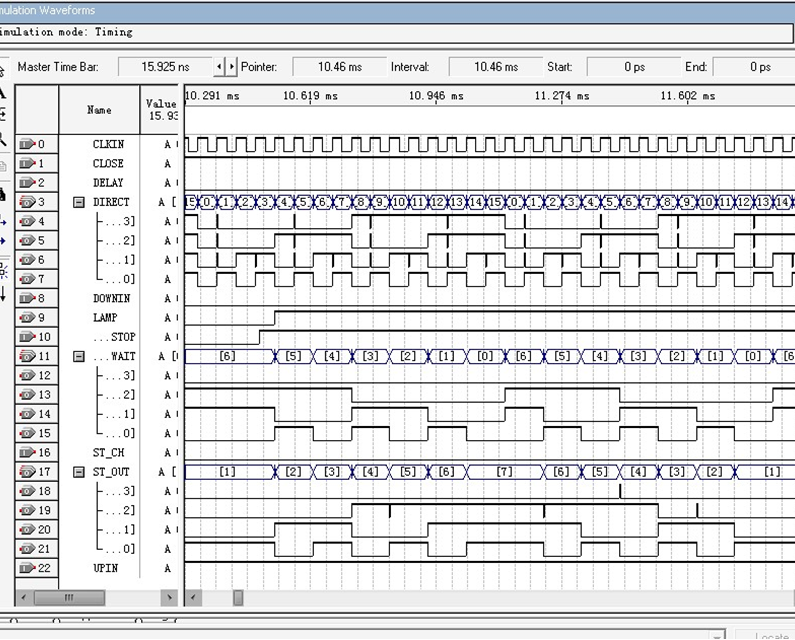 mulation Waveforms
imulation mode: Timing
Master Time Bar: 15.925 ns Pointer: 10.46 ms Interval: 10.46 ms Start: 0 ps End: 0 ps
Name Value 15.93 10.291 ms 10.619 ms 10.946 ms 11.274 ms 11.602 ms
0 CLKIN A
1 CLOSE A
2 DELAY A
3 DIRECT A [ 15 0 1 2 3 4 5 6 7 8 9 10 11 12 13 14 15 0 1 2 3 4 5 6 7 8 9 10 11 12 13 14
4 ...3] A
5 ...2] A
6 ...1] A
7 ...0] A
8 DOWNIN A
9 LAMP A
10 ...STOP A
11 ...WAIT A [ [6] [5] [4] [3] [2] [1] [0] [6] [5] [4] [3] [2] [1] [0] [6
12 ...3] A
13 ...2] A
14 ...1] A
15 ...0] A
16 ST_CH A
17 ST_OUT A [ [1] [2] [3] [4] [5] [6] [7] [6] [5] [4] [3] [2] [1]
18 ...3] A
19 ...2] A
20 ...1] A
21 ...0] A
22 UPIN A
Locate